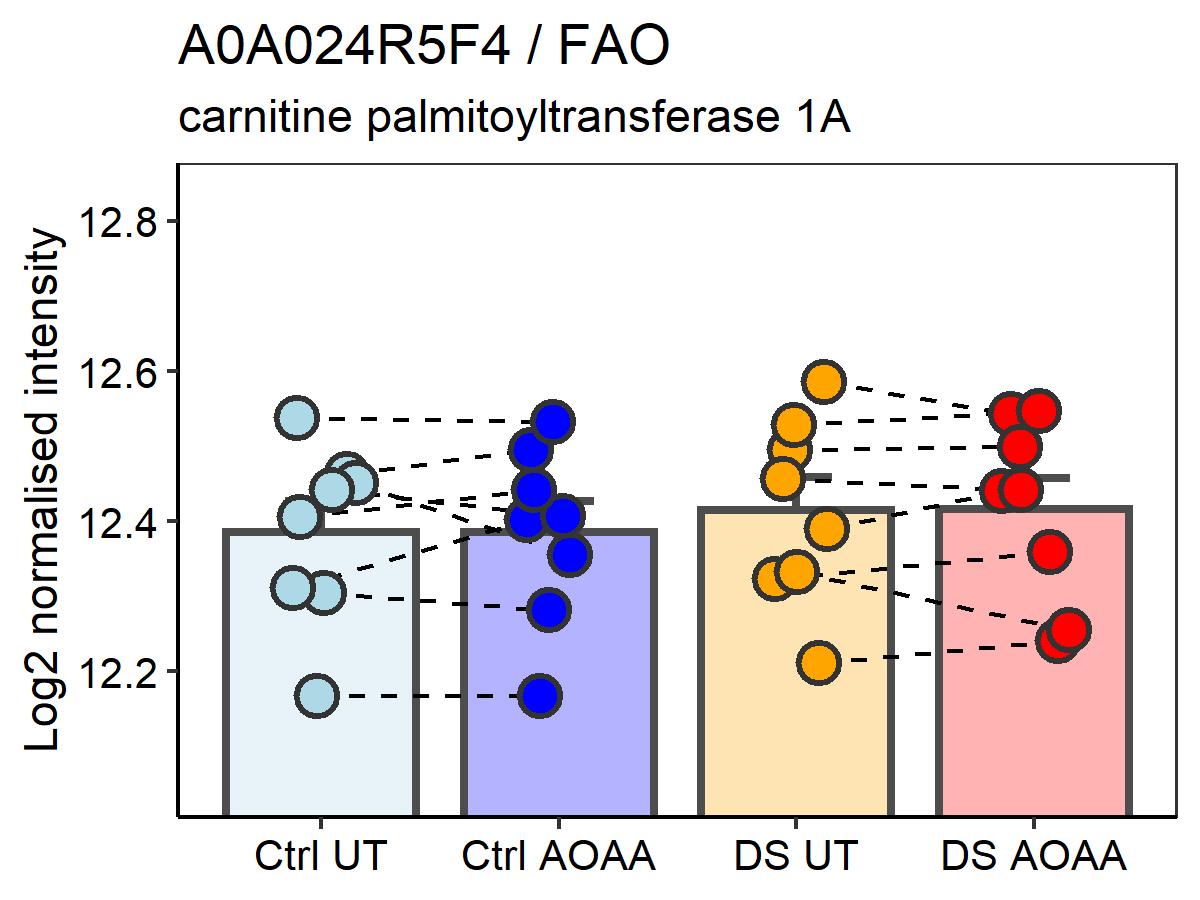 A0A024R5F4 / FAO
carnitine palmitoyltransferase 1A
Log2 normalised intensity
12.8
12.6
12.4
12.2
Ctrl UT
Ctrl AOAA
DS UT
DS AOAA